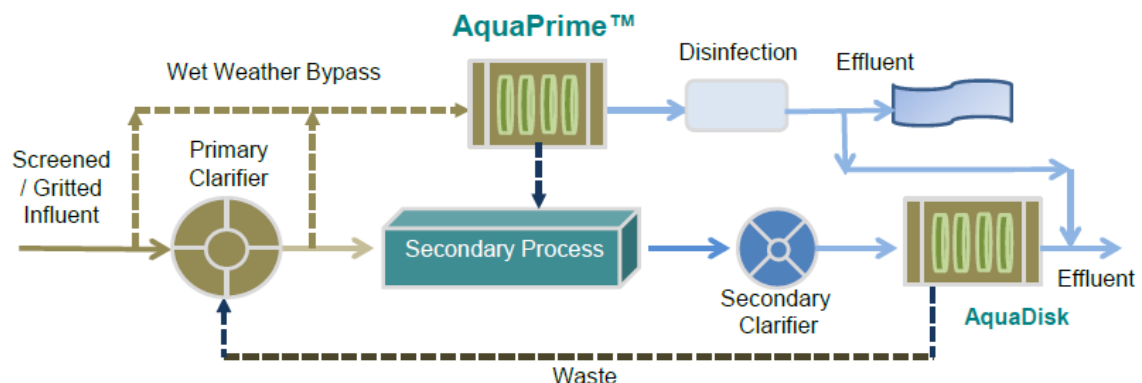 AquaPrime™
Disinfection
Effluent
Wet Weather Bypass
Screened
/ Gritted
Influent
Primary
Clarifier
Secondary Process
Secondary
Clarifier
Effluent
AquaDisk
Waste